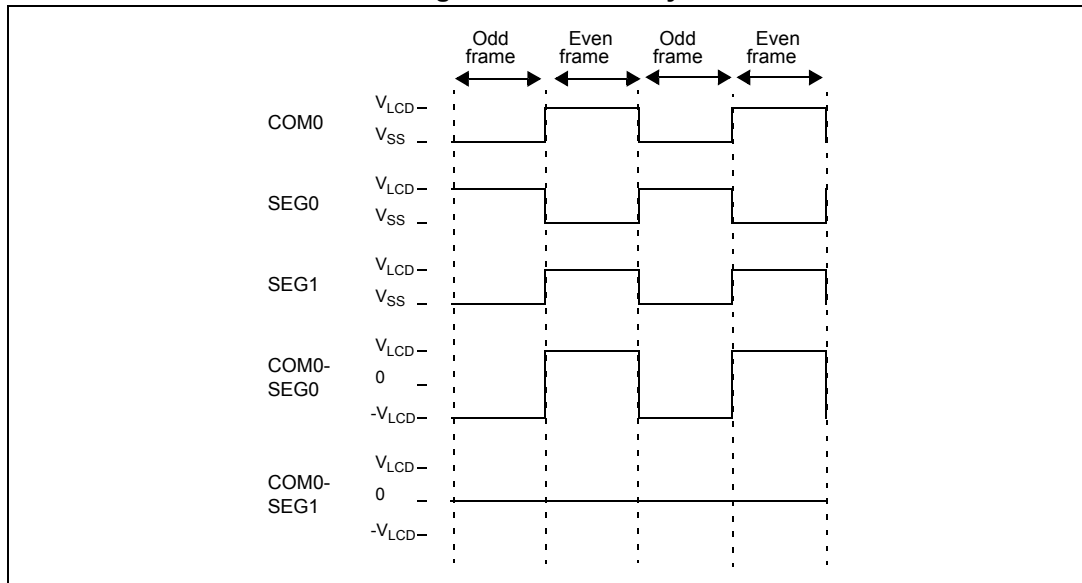 Odd frame
Even frame
Odd frame
Even frame
COM0
VLCD
VSS
SEG0
VLCD
VSS
SEG1
VLCD
VSS
COM0-
SEG0
VLCD
0
-VLCD
COM0-
SEG1
VLCD
0
-VLCD